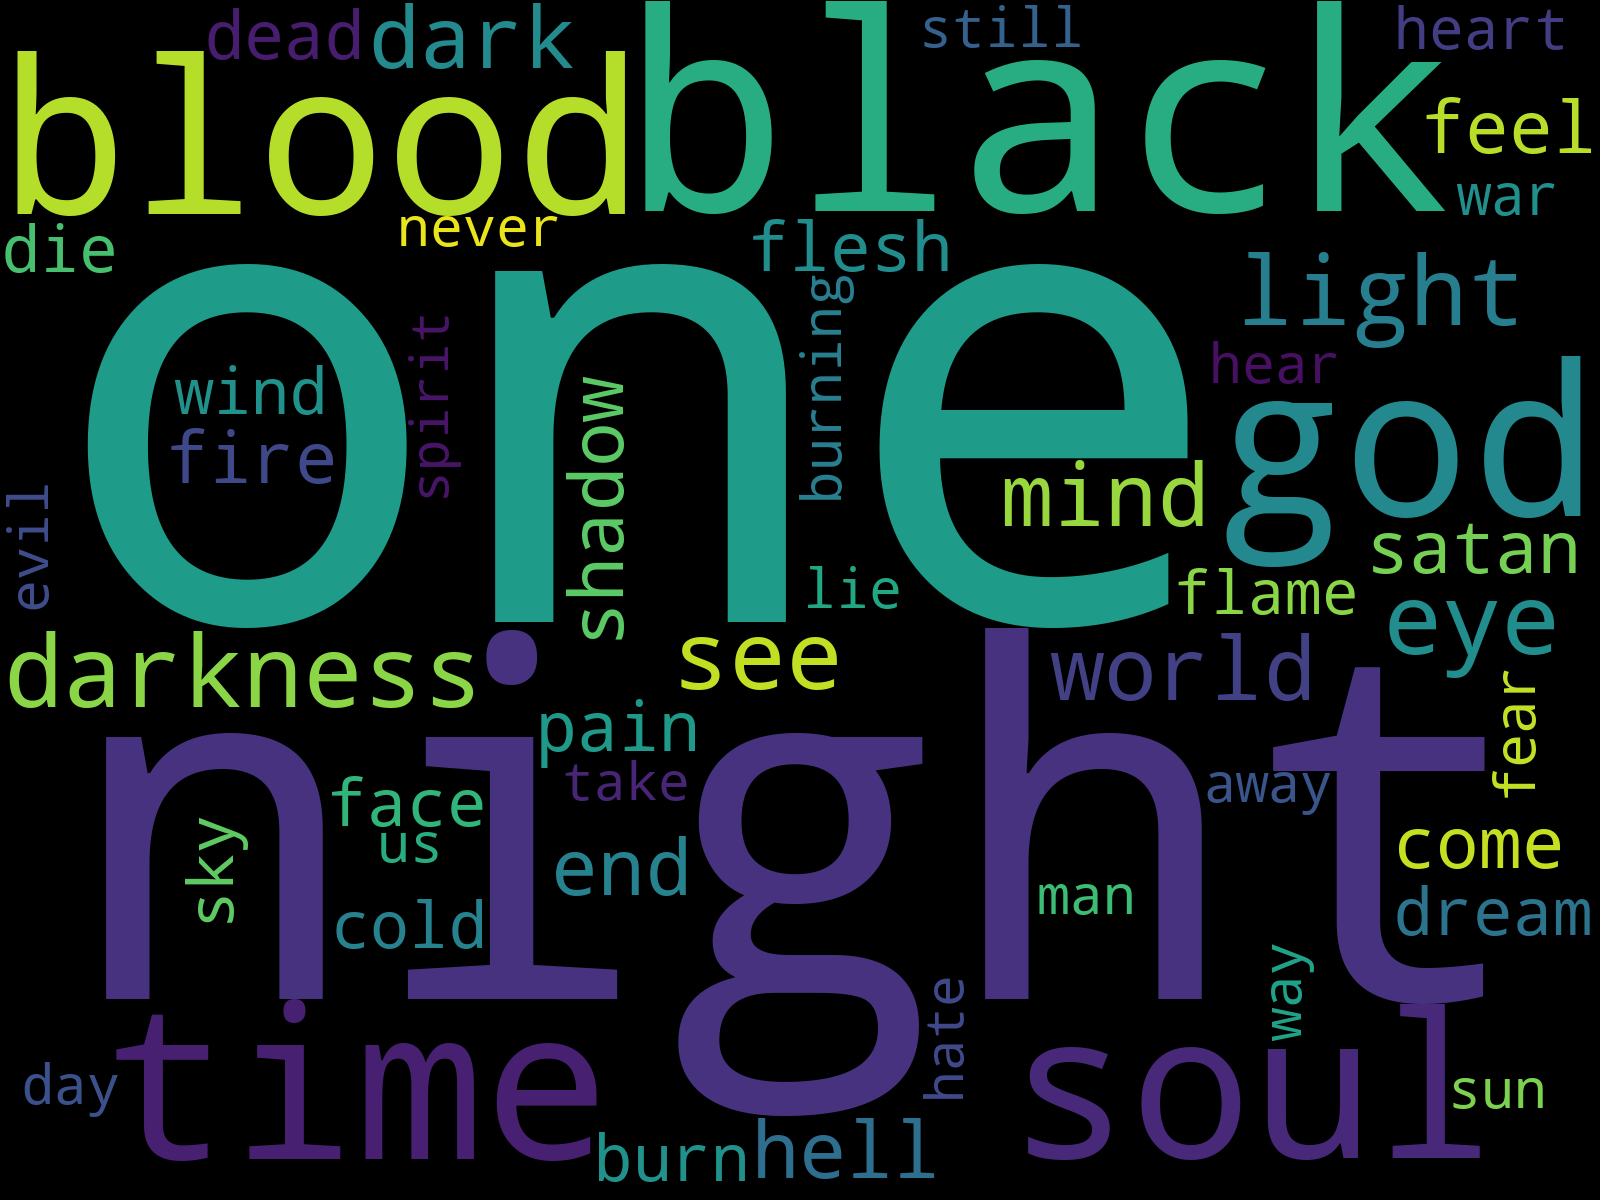 dead
dark
still
heart
blood
black
feel
war
die
never
flesh
light
one
burning
hear
wind
spirit
shadow
god
fire
mind
evil
satan
lie
flame
eye
darkness
see
world
fear
night
pain
take
away
face
us
sky
end
come
cold
man
dream
way
hate
time
soul
day
sun
burn
hell